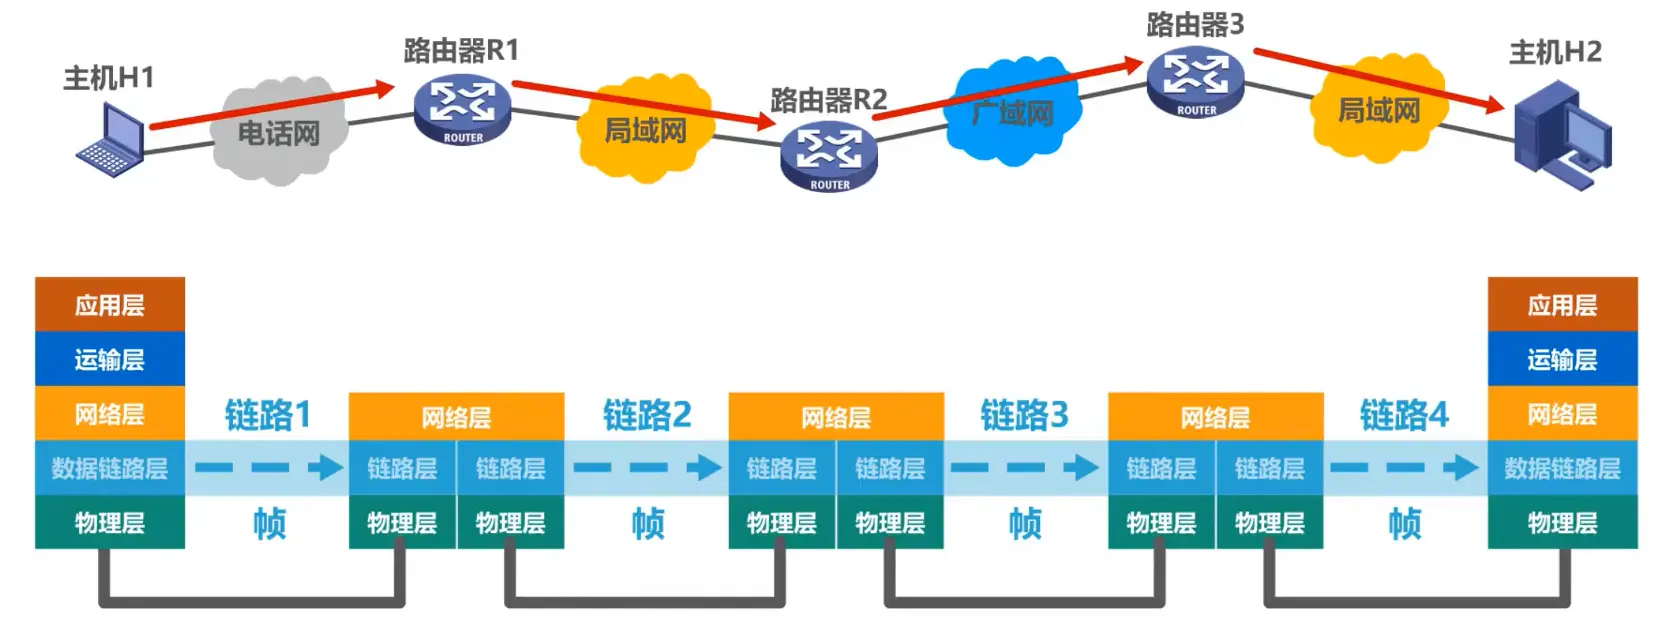 主机H1
路由器R1
路由器R2
路由器3
主机H2
电话网
局域网
广域网
局域网
ROUTER
ROUTER
ROUTER
应用层
运输层
网络层
数据链路层
物理层
链路1
帧
网络层
链路层 链路层
物理层 物理层
链路2
帧
网络层
链路层 链路层
物理层 物理层
链路3
帧
网络层
链路层 链路层
物理层 物理层
链路4
帧
应用层
运输层
网络层
数据链路层
物理层